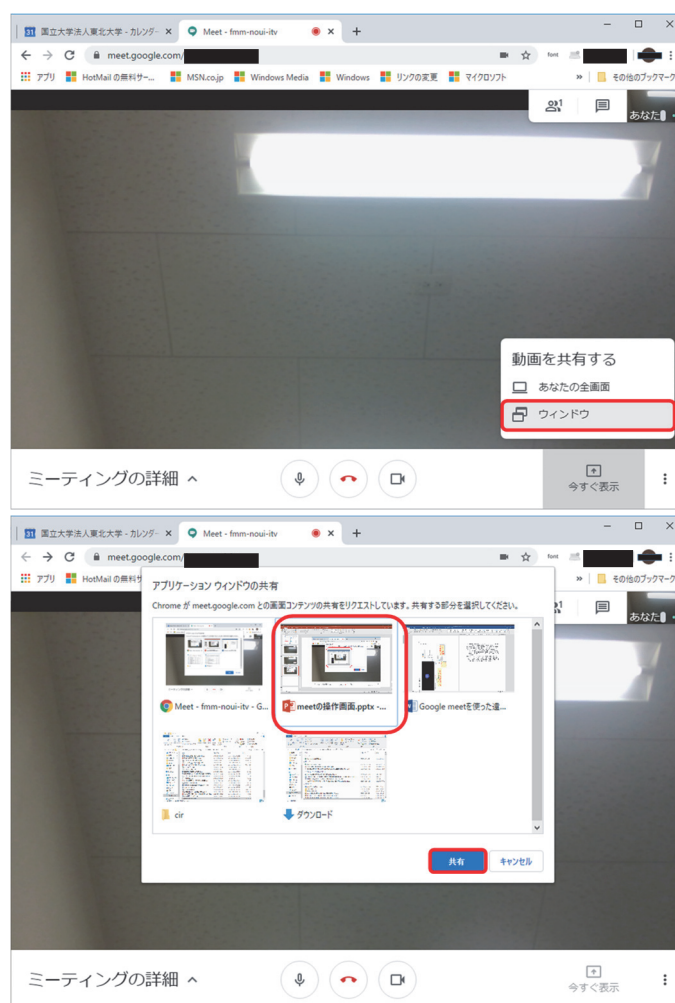 31 国立大学法人東北大学 - カレンダー
Meet - fmm-noui-itv
meet.google.com/
font
アプリ HotMail の無料サー... MSN.co.jp Windows Media Windows リンクの変更 マイクロソフト » その他のブックマーク
1
あなた
動画を共有する
あなたの全画面
ウィンドウ
ミーティングの詳細
今すぐ表示
31 国立大学法人東北大学 - カレンダー
Meet - fmm-noui-itv
meet.google.com/
font
アプリ HotMail の無料サ » その他のブックマーク
1
あなた
アプリケーション ウィンドウの共有
Chrome が meet.google.com との画面コンテンツの共有をリクエストしています。共有する部分を選択してください。
Meet - fmm-noui-itv - G...
meetの操作画面.pptx -...
Google meetを使った遠...
cir
ダウンロード
共有 キャンセル
ミーティングの詳細
今すぐ表示